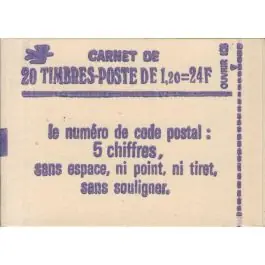 CARNET DE
20 TIMBRES-POSTE DE 1,20=24F
le numéro de code postal :
5 chiffres,
sans espace, ni point, ni tiret,
sans souligner.
OUVRIR